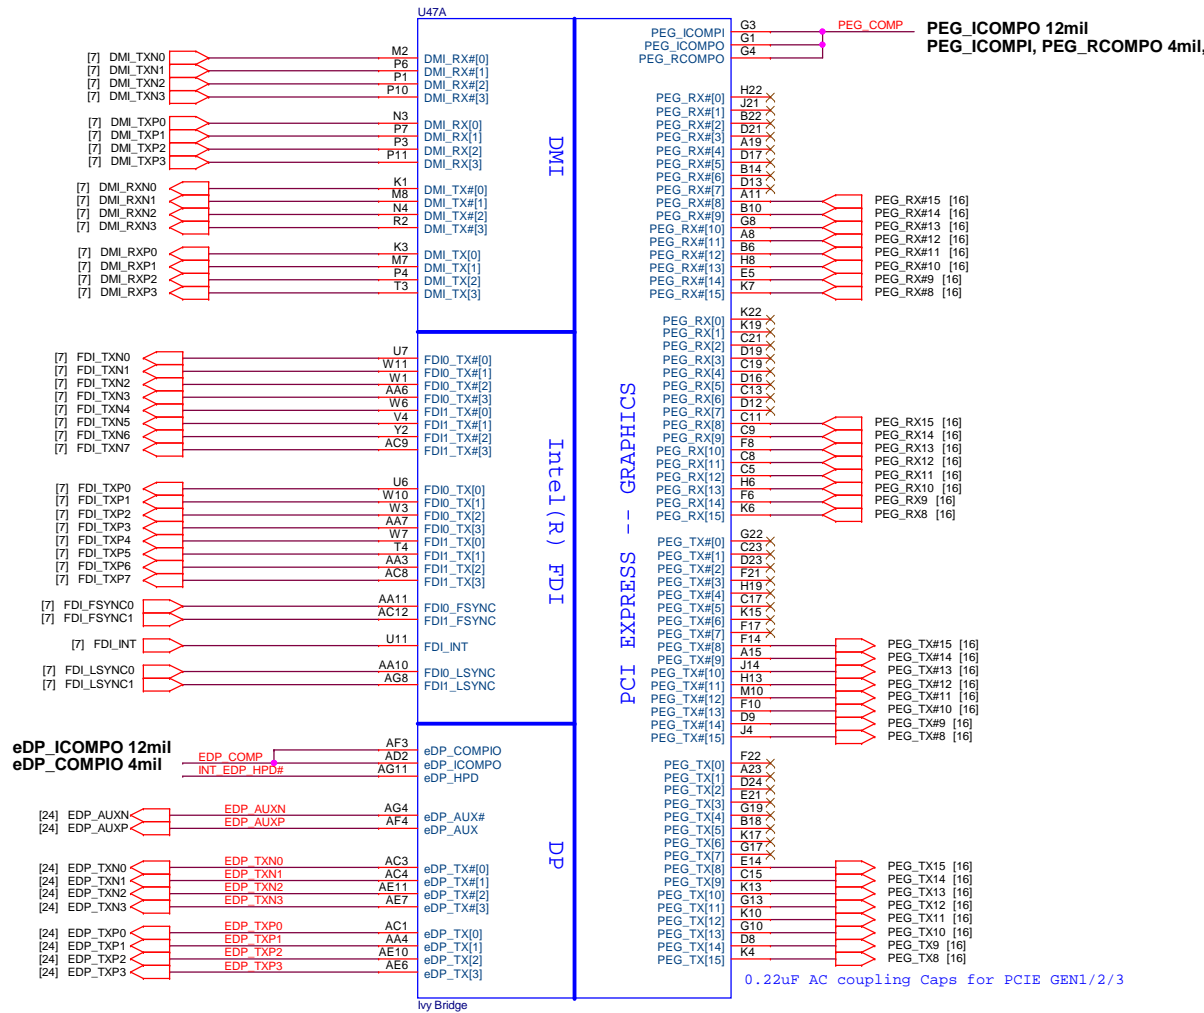 U47A
[7] DMI_TXN0 M2 DMI_RX#[0]
[7] DMI_TXN1 P6 DMI_RX#[1]
[7] DMI_TXN2 P1 DMI_RX#[2]
[7] DMI_TXN3 P10 DMI_RX#[3]
[7] DMI_TXP0 N3 DMI_RX[0]
[7] DMI_TXP1 P7 DMI_RX[1]
[7] DMI_TXP2 P3 DMI_RX[2]
[7] DMI_TXP3 P11 DMI_RX[3]
[7] DMI_RXN0 K1 DMI_TX#[0]
[7] DMI_RXN1 M8 DMI_TX#[1]
[7] DMI_RXN2 N4 DMI_TX#[2]
[7] DMI_RXN3 R2 DMI_TX#[3]
[7] DMI_RXP0 K3 DMI_TX[0]
[7] DMI_RXP1 M7 DMI_TX[1]
[7] DMI_RXP2 P4 DMI_TX[2]
[7] DMI_RXP3 T3 DMI_TX[3]
DMI
[7] FDI_TXN0 U7 FDI0_TX#[0]
[7] FDI_TXN1 W11 FDI0_TX#[1]
[7] FDI_TXN2 W1 FDI0_TX#[2]
[7] FDI_TXN3 AA6 FDI0_TX#[3]
[7] FDI_TXN4 W6 FDI1_TX#[0]
[7] FDI_TXN5 V4 FDI1_TX#[1]
[7] FDI_TXN6 Y2 FDI1_TX#[2]
[7] FDI_TXN7 AC9 FDI1_TX#[3]
[7] FDI_TXP0 U6 FDI0_TX[0]
[7] FDI_TXP1 W10 FDI0_TX[1]
[7] FDI_TXP2 W3 FDI0_TX[2]
[7] FDI_TXP3 AA7 FDI0_TX[3]
[7] FDI_TXP4 W7 FDI1_TX[0]
[7] FDI_TXP5 T4 FDI1_TX[1]
[7] FDI_TXP6 AA3 FDI1_TX[2]
[7] FDI_TXP7 AC8 FDI1_TX[3]
[7] FDI_FSYNC0 AA11 FDI0_FSYNC
[7] FDI_FSYNC1 AC12 FDI1_FSYNC
[7] FDI_INT U11 FDI_INT
[7] FDI_LSYNC0 AA10 FDI0_LSYNC
[7] FDI_LSYNC1 AG8 FDI1_LSYNC
Intel(R) FDI
eDP_ICOMPO 12mil
eDP_COMPIO 4mil
AF3 eDP_COMPIO
EDP_COMP AD2 eDP_ICOMPO
INT_EDP_HPD# AG11 eDP_HPD
[24] EDP_AUXN EDP_AUXN AG4 eDP_AUX#
[24] EDP_AUXP EDP_AUXP AF4 eDP_AUX
[24] EDP_TXN0 EDP_TXN0 AC3 eDP_TX#[0]
[24] EDP_TXN1 EDP_TXN1 AC4 eDP_TX#[1]
[24] EDP_TXN2 EDP_TXN2 AE11 eDP_TX#[2]
[24] EDP_TXN3 EDP_TXN3 AE7 eDP_TX#[3]
[24] EDP_TXP0 EDP_TXP0 AC1 eDP_TX[0]
[24] EDP_TXP1 EDP_TXP1 AA4 eDP_TX[1]
[24] EDP_TXP2 EDP_TXP2 AE10 eDP_TX[2]
[24] EDP_TXP3 EDP_TXP3 AE6 eDP_TX[3]
DP
Ivy Bridge
PCI EXPRESS -- GRAPHICS
PEG_ICOMPI G3 PEG_COMP
PEG_ICOMPO G1
PEG_RCOMPO G4
PEG_ICOMPO 12mil
PEG_ICOMPI, PEG_RCOMPO 4mil,
PEG_RX#[0] H22
PEG_RX#[1] J21
PEG_RX#[2] B22
PEG_RX#[3] D21
PEG_RX#[4] A19
PEG_RX#[5] D17
PEG_RX#[6] B14
PEG_RX#[7] D13
PEG_RX#[8] A11 PEG_RX#15 [16]
PEG_RX#[9] B10 PEG_RX#14 [16]
PEG_RX#[10] G8 PEG_RX#13 [16]
PEG_RX#[11] A8 PEG_RX#12 [16]
PEG_RX#[12] B6 PEG_RX#11 [16]
PEG_RX#[13] H8 PEG_RX#10 [16]
PEG_RX#[14] E5 PEG_RX#9 [16]
PEG_RX#[15] K7 PEG_RX#8 [16]
PEG_RX[0] K22
PEG_RX[1] K19
PEG_RX[2] C21
PEG_RX[3] D19
PEG_RX[4] C19
PEG_RX[5] D16
PEG_RX[6] C13
PEG_RX[7] D12
PEG_RX[8] C11 PEG_RX15 [16]
PEG_RX[9] C9 PEG_RX14 [16]
PEG_RX[10] F8 PEG_RX13 [16]
PEG_RX[11] C8 PEG_RX12 [16]
PEG_RX[12] C5 PEG_RX11 [16]
PEG_RX[13] H6 PEG_RX10 [16]
PEG_RX[14] F6 PEG_RX9 [16]
PEG_RX[15] K6 PEG_RX8 [16]
PEG_TX#[0] G22
PEG_TX#[1] C23
PEG_TX#[2] D23
PEG_TX#[3] F21
PEG_TX#[4] H19
PEG_TX#[5] C17
PEG_TX#[6] K15
PEG_TX#[7] F17
PEG_TX#[8] F14 PEG_TX#15 [16]
PEG_TX#[9] A15 PEG_TX#14 [16]
PEG_TX#[10] J14 PEG_TX#13 [16]
PEG_TX#[11] H13 PEG_TX#12 [16]
PEG_TX#[12] M10 PEG_TX#11 [16]
PEG_TX#[13] F10 PEG_TX#10 [16]
PEG_TX#[14] D9 PEG_TX#9 [16]
PEG_TX#[15] J4 PEG_TX#8 [16]
PEG_TX[0] F22
PEG_TX[1] A23
PEG_TX[2] D24
PEG_TX[3] E21
PEG_TX[4] G19
PEG_TX[5] B18
PEG_TX[6] K17
PEG_TX[7] G17
PEG_TX[8] E14 PEG_TX15 [16]
PEG_TX[9] C15 PEG_TX14 [16]
PEG_TX[10] K13 PEG_TX13 [16]
PEG_TX[11] G13 PEG_TX12 [16]
PEG_TX[12] K10 PEG_TX11 [16]
PEG_TX[13] G10 PEG_TX10 [16]
PEG_TX[14] D8 PEG_TX9 [16]
PEG_TX[15] K4 PEG_TX8 [16]
0.22uF AC coupling Caps for PCIE GEN1/2/3